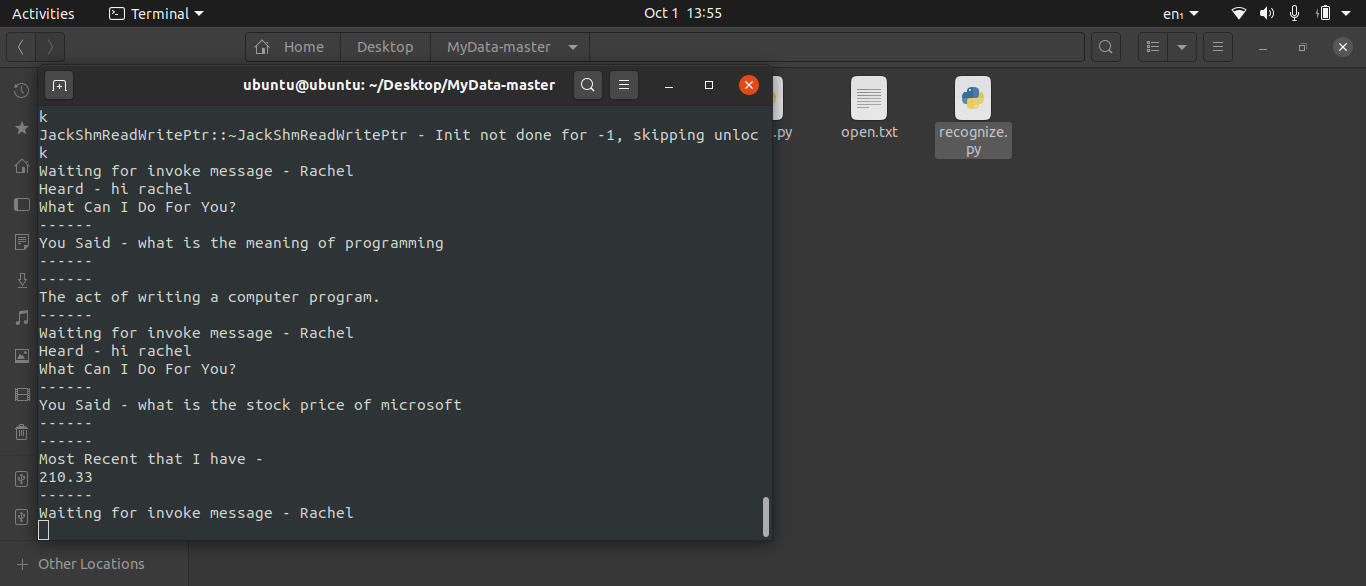 Activities
Terminal
Oct 1 13:55
en₁
Home
Desktop
MyData-master
ubuntu@ubuntu: ~/Desktop/MyData-master
k
JackShmReadWritePtr::~JackShmReadWritePtr - Init not done for -1, skipping unloc
k
Waiting for invoke message - Rachel
Heard - hi rachel
What Can I Do For You?
------
You Said - what is the meaning of programming
------
------
The act of writing a computer program.
------
Waiting for invoke message - Rachel
Heard - hi rachel
What Can I Do For You?
------
You Said - what is the stock price of microsoft
------
------
Most Recent that I have -
210.33
------
Waiting for invoke message - Rachel
.py
open.txt
recognize.
py
Other Locations